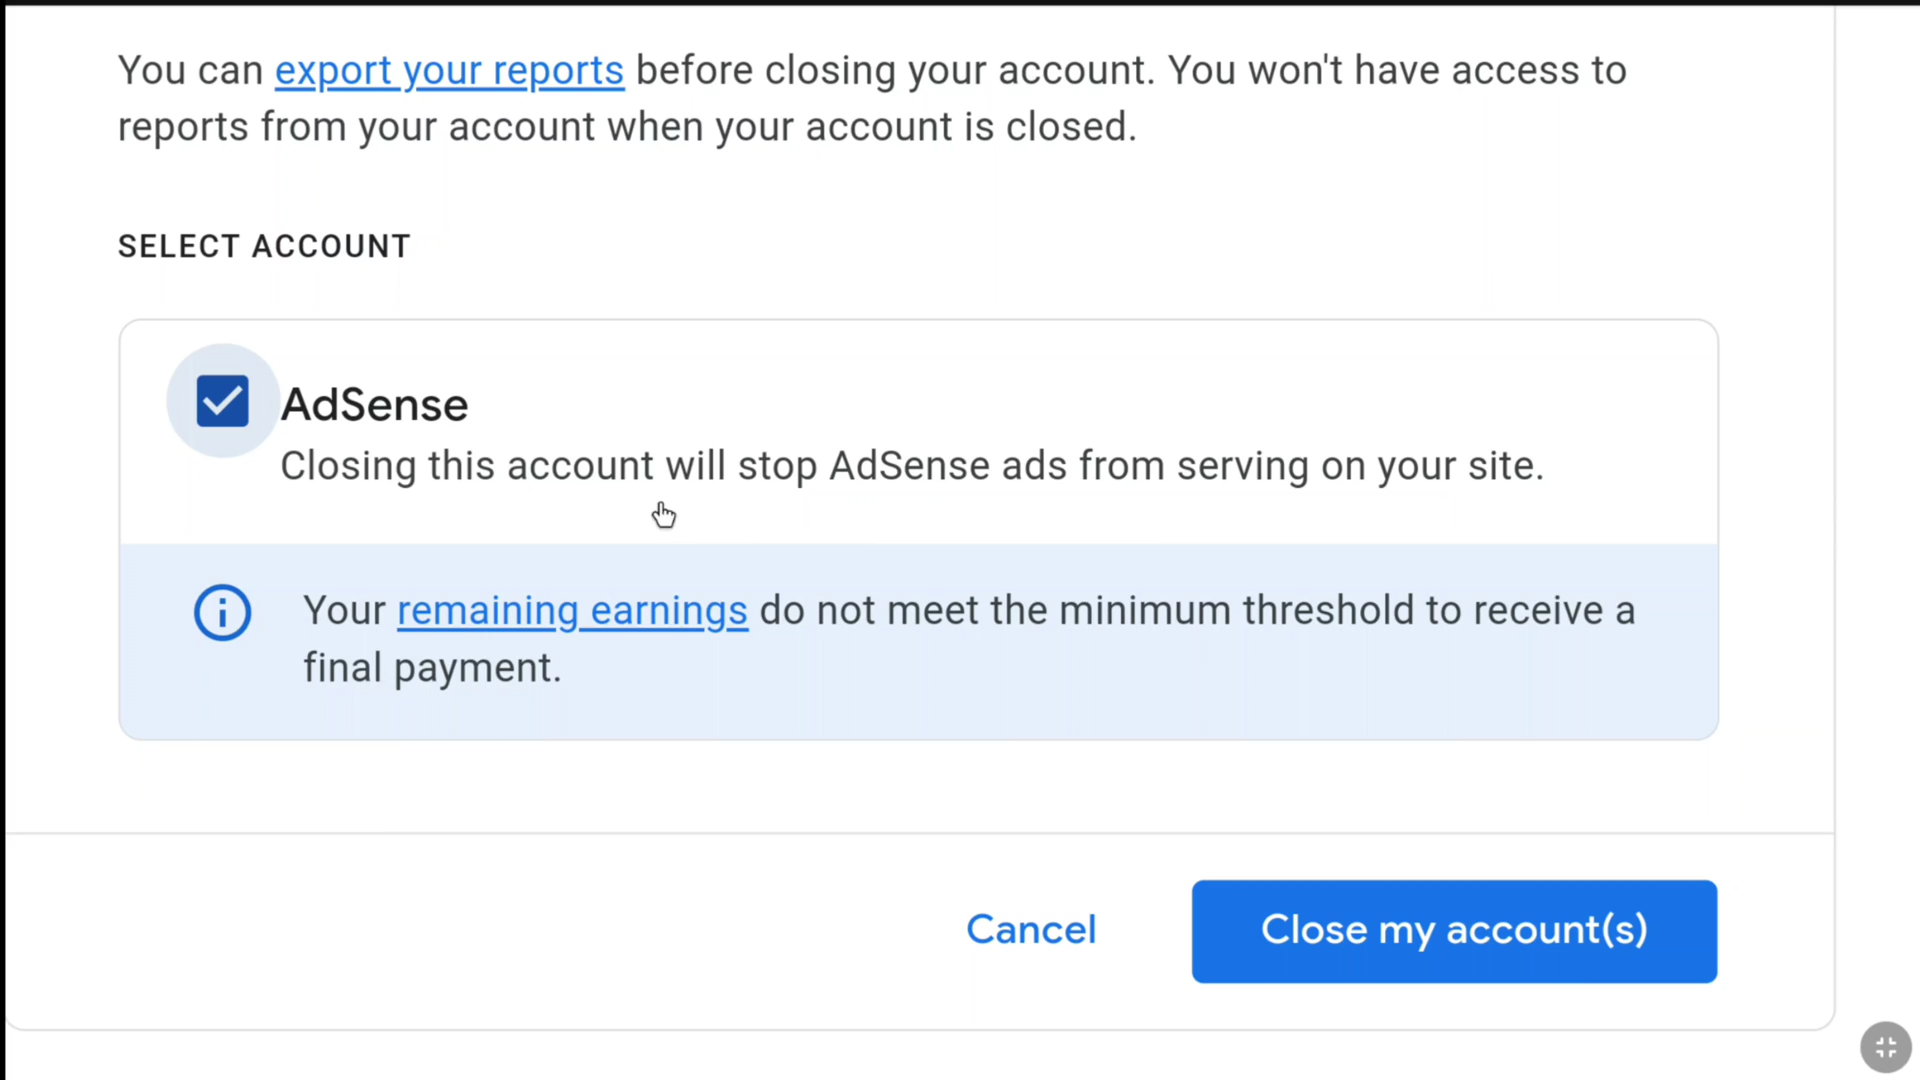 You can export your reports before closing your account. You won't have access to
reports from your account when your account is closed.
SELECT ACCOUNT
AdSense
Closing this account will stop AdSense ads from serving on your site.
Your remaining earnings do not meet the minimum threshold to receive a
final payment.
Cancel
Close my account(s)